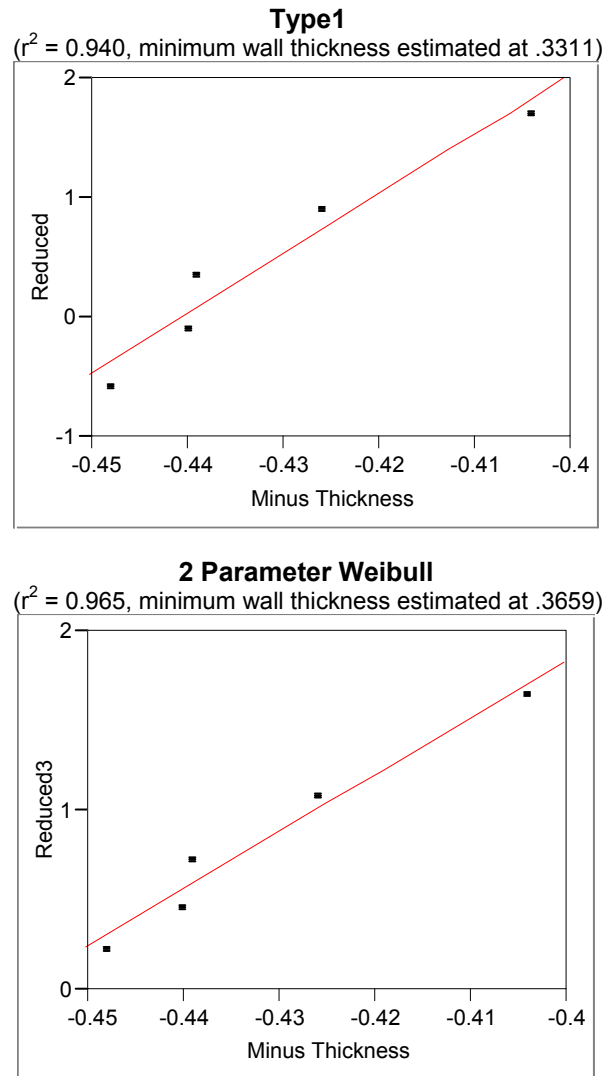 Type1
(r² = 0.940, minimum wall thickness estimated at .3311)
2
1
0
-1
Reduced
-0.45 -0.44 -0.43 -0.42 -0.41 -0.4
Minus Thickness
2 Parameter Weibull
(r² = 0.965, minimum wall thickness estimated at .3659)
2
1
0
Reduced3
-0.45 -0.44 -0.43 -0.42 -0.41 -0.4
Minus Thickness